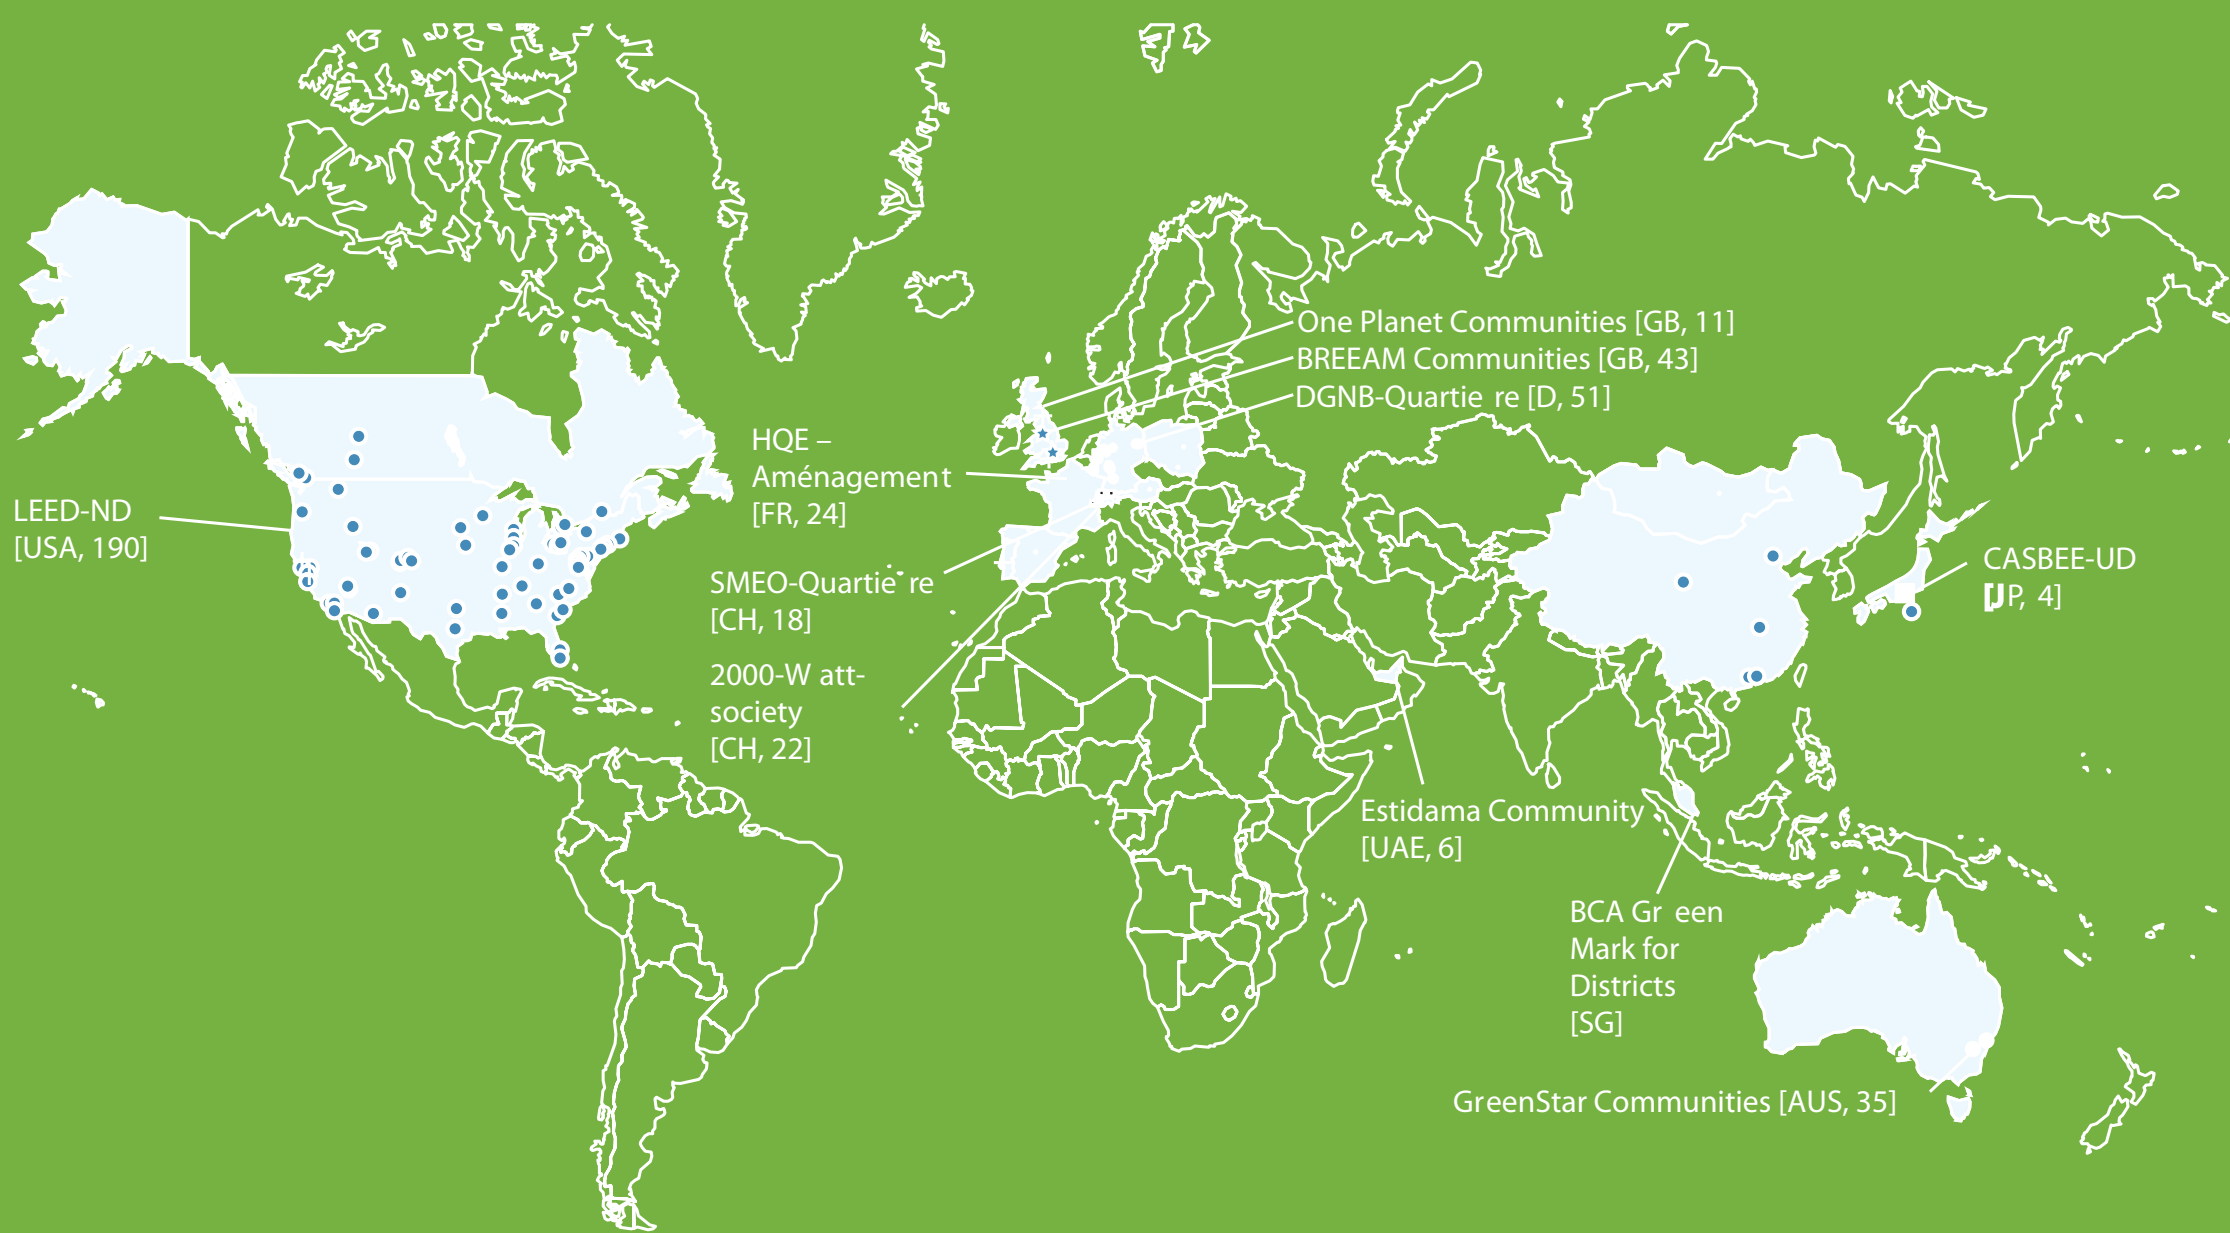 One Planet Communities [GB, 11]
BREEAM Communities [GB, 43]
DGNB-Quartie re [D, 51]
HQE –
Aménagement
[FR, 24]
LEED-ND
[USA, 190]
SMEO-Quartie re
[CH, 18]
2000-W att-
society
[CH, 22]
CASBEE-UD
[JP, 4]
Estidama Community
[UAE, 6]
BCA Gr een
Mark for
Districts
[SG]
GreenStar Communities [AUS, 35]